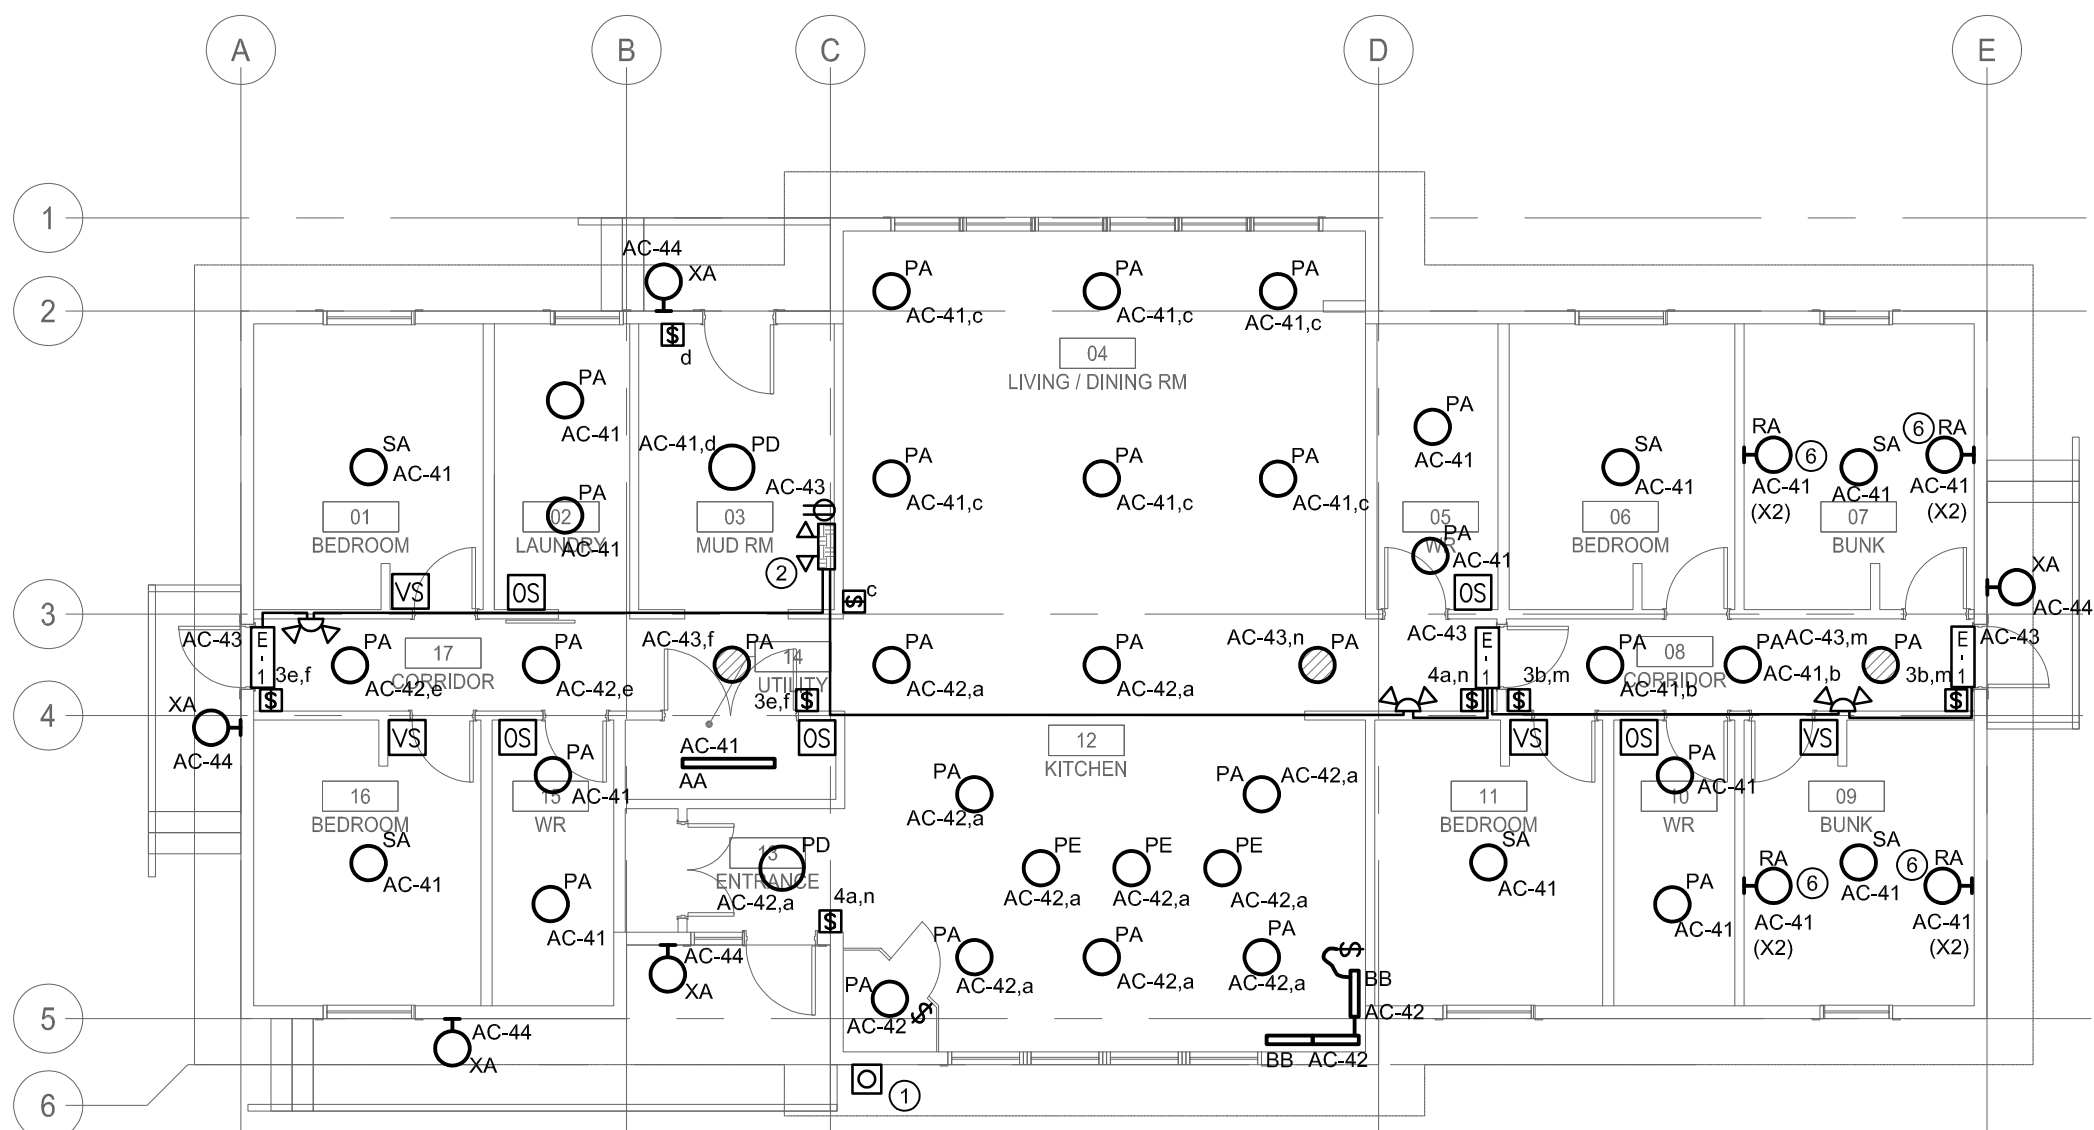 A B C D E
1
AC-44
XA
2
$
d
PA PA PA
AC-41,c AC-41,c AC-41,c
04
LIVING / DINING RM
PA
AC-41
SA
AC-41
AC-41,d PD
PA
AC-41
PA PA PA
AC-41,c AC-41,c AC-41,c
PA
AC-41
SA
AC-41
RA
6
AC-41
(X2)
SA
AC-41
6 RA
AC-41
(X2)
AC-43
01
BEDROOM
02
LAUNDRY
03
MUD RM
05
WR
PA
AC-41
06
BEDROOM
07
BUNK
2
VS
OS
$ c
OS
XA
AC-44
3
AC-43
E-1
3e,f
$
PA
AC-42,e
17
CORRIDOR
PA
AC-42,e
AC-43,f PA
14
UTILITY
3e,f $
PA
AC-42,a
PA
AC-42,a
AC-43,n PA
AC-43
E-1
4a,n $
$ 3b,m
PA
AC-41,b
08
CORRIDOR
PA
AC-41,b
AC-43,m PA
3b,m $
E-1
AC-43
4
XA
AC-44
VS
OS
AC-41
AA
OS
12
KITCHEN
VS
OS
VS
PA
AC-41
PA
AC-42,a
PA AC-42,a
PA
AC-41
16
BEDROOM
15
WR
11
BEDROOM
10
WR
09
BUNK
SA
AC-41
PA
AC-41
13
ENTRANCE
PD
AC-42,a
4a,n
$
PE PE PE
AC-42,a AC-42,a AC-42,a
SA
AC-41
PA
AC-41
RA
6
AC-41
(X2)
SA
AC-41
6 RA
AC-41
(X2)
AC-44
XA
PA PA PA
AC-42,a AC-42,a AC-42,a
PA
AC-42
$
$
BB
AC-42
5
AC-44
XA
BB AC-42
1
6